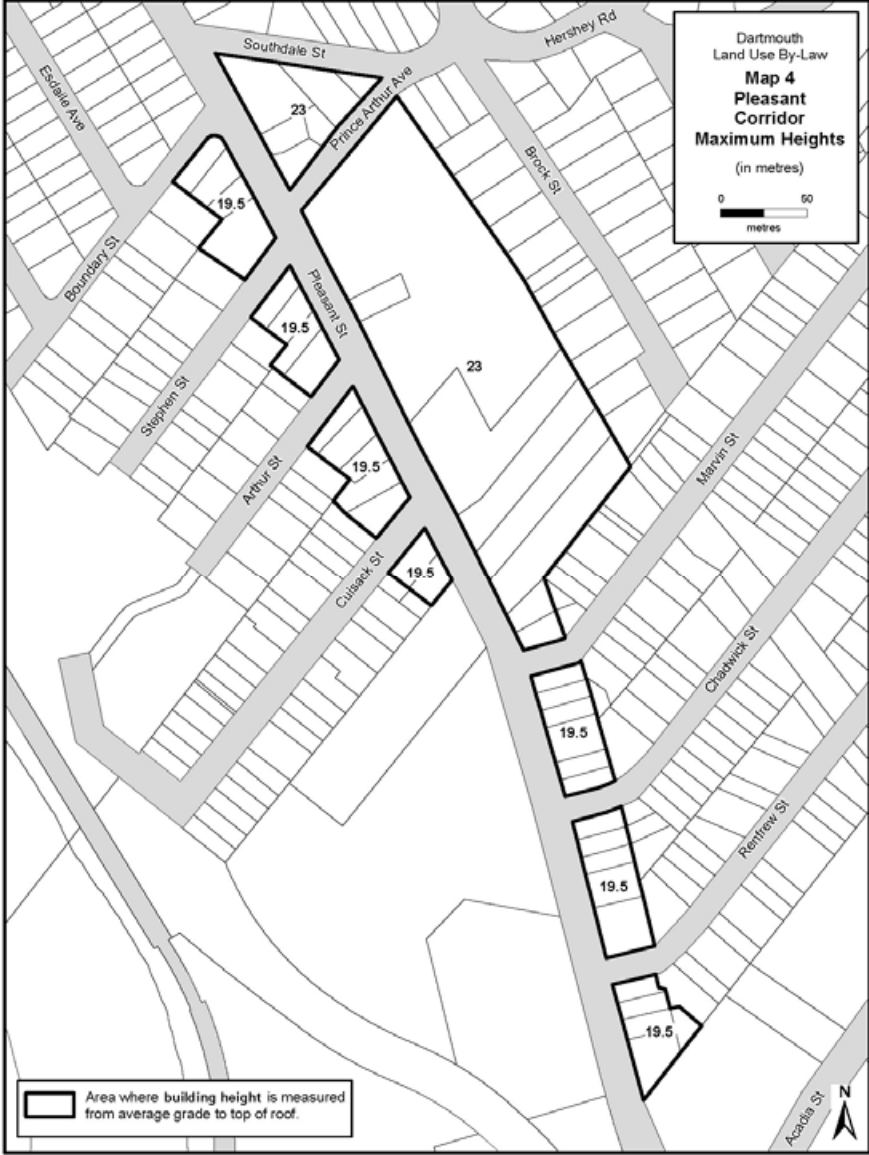 Dartmouth
Land Use By-Law
Map 4
Pleasant
Corridor
Maximum Heights
(in metres)
0 50
metres
Southdale St
Hershey Rd
Esdaile Ave
Prince Arthur Ave
23
Brock St
19.5
Boundary St
Pleasant St
19.5
23
Stephen St
Arthur St
19.5
Marvin St
Cuisack St
19.5
Chadwick St
19.5
Renfrew St
19.5
19.5
Acadia St
N
Area where building height is measured
from average grade to top of roof.